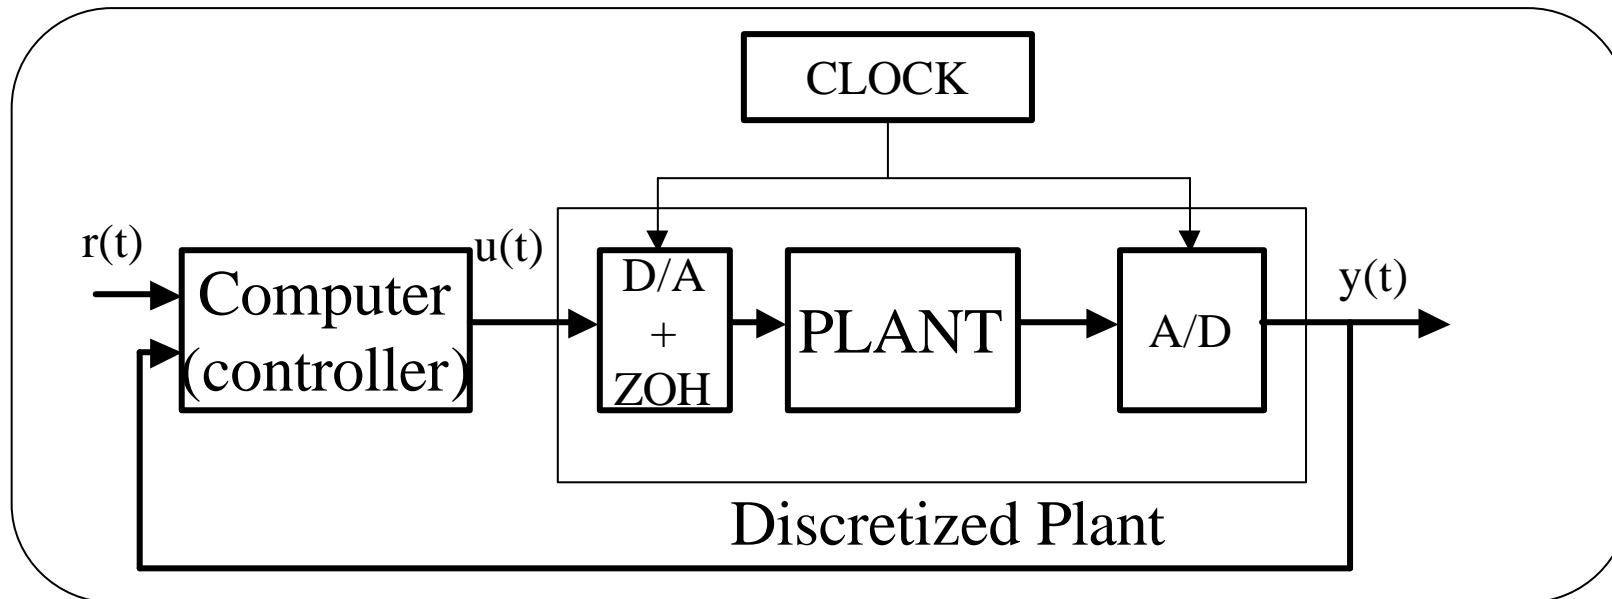 CLOCK
r(t)
Computer
(controller)
u(t)
D/A
+
ZOH
PLANT
A/D
y(t)
Discretized Plant